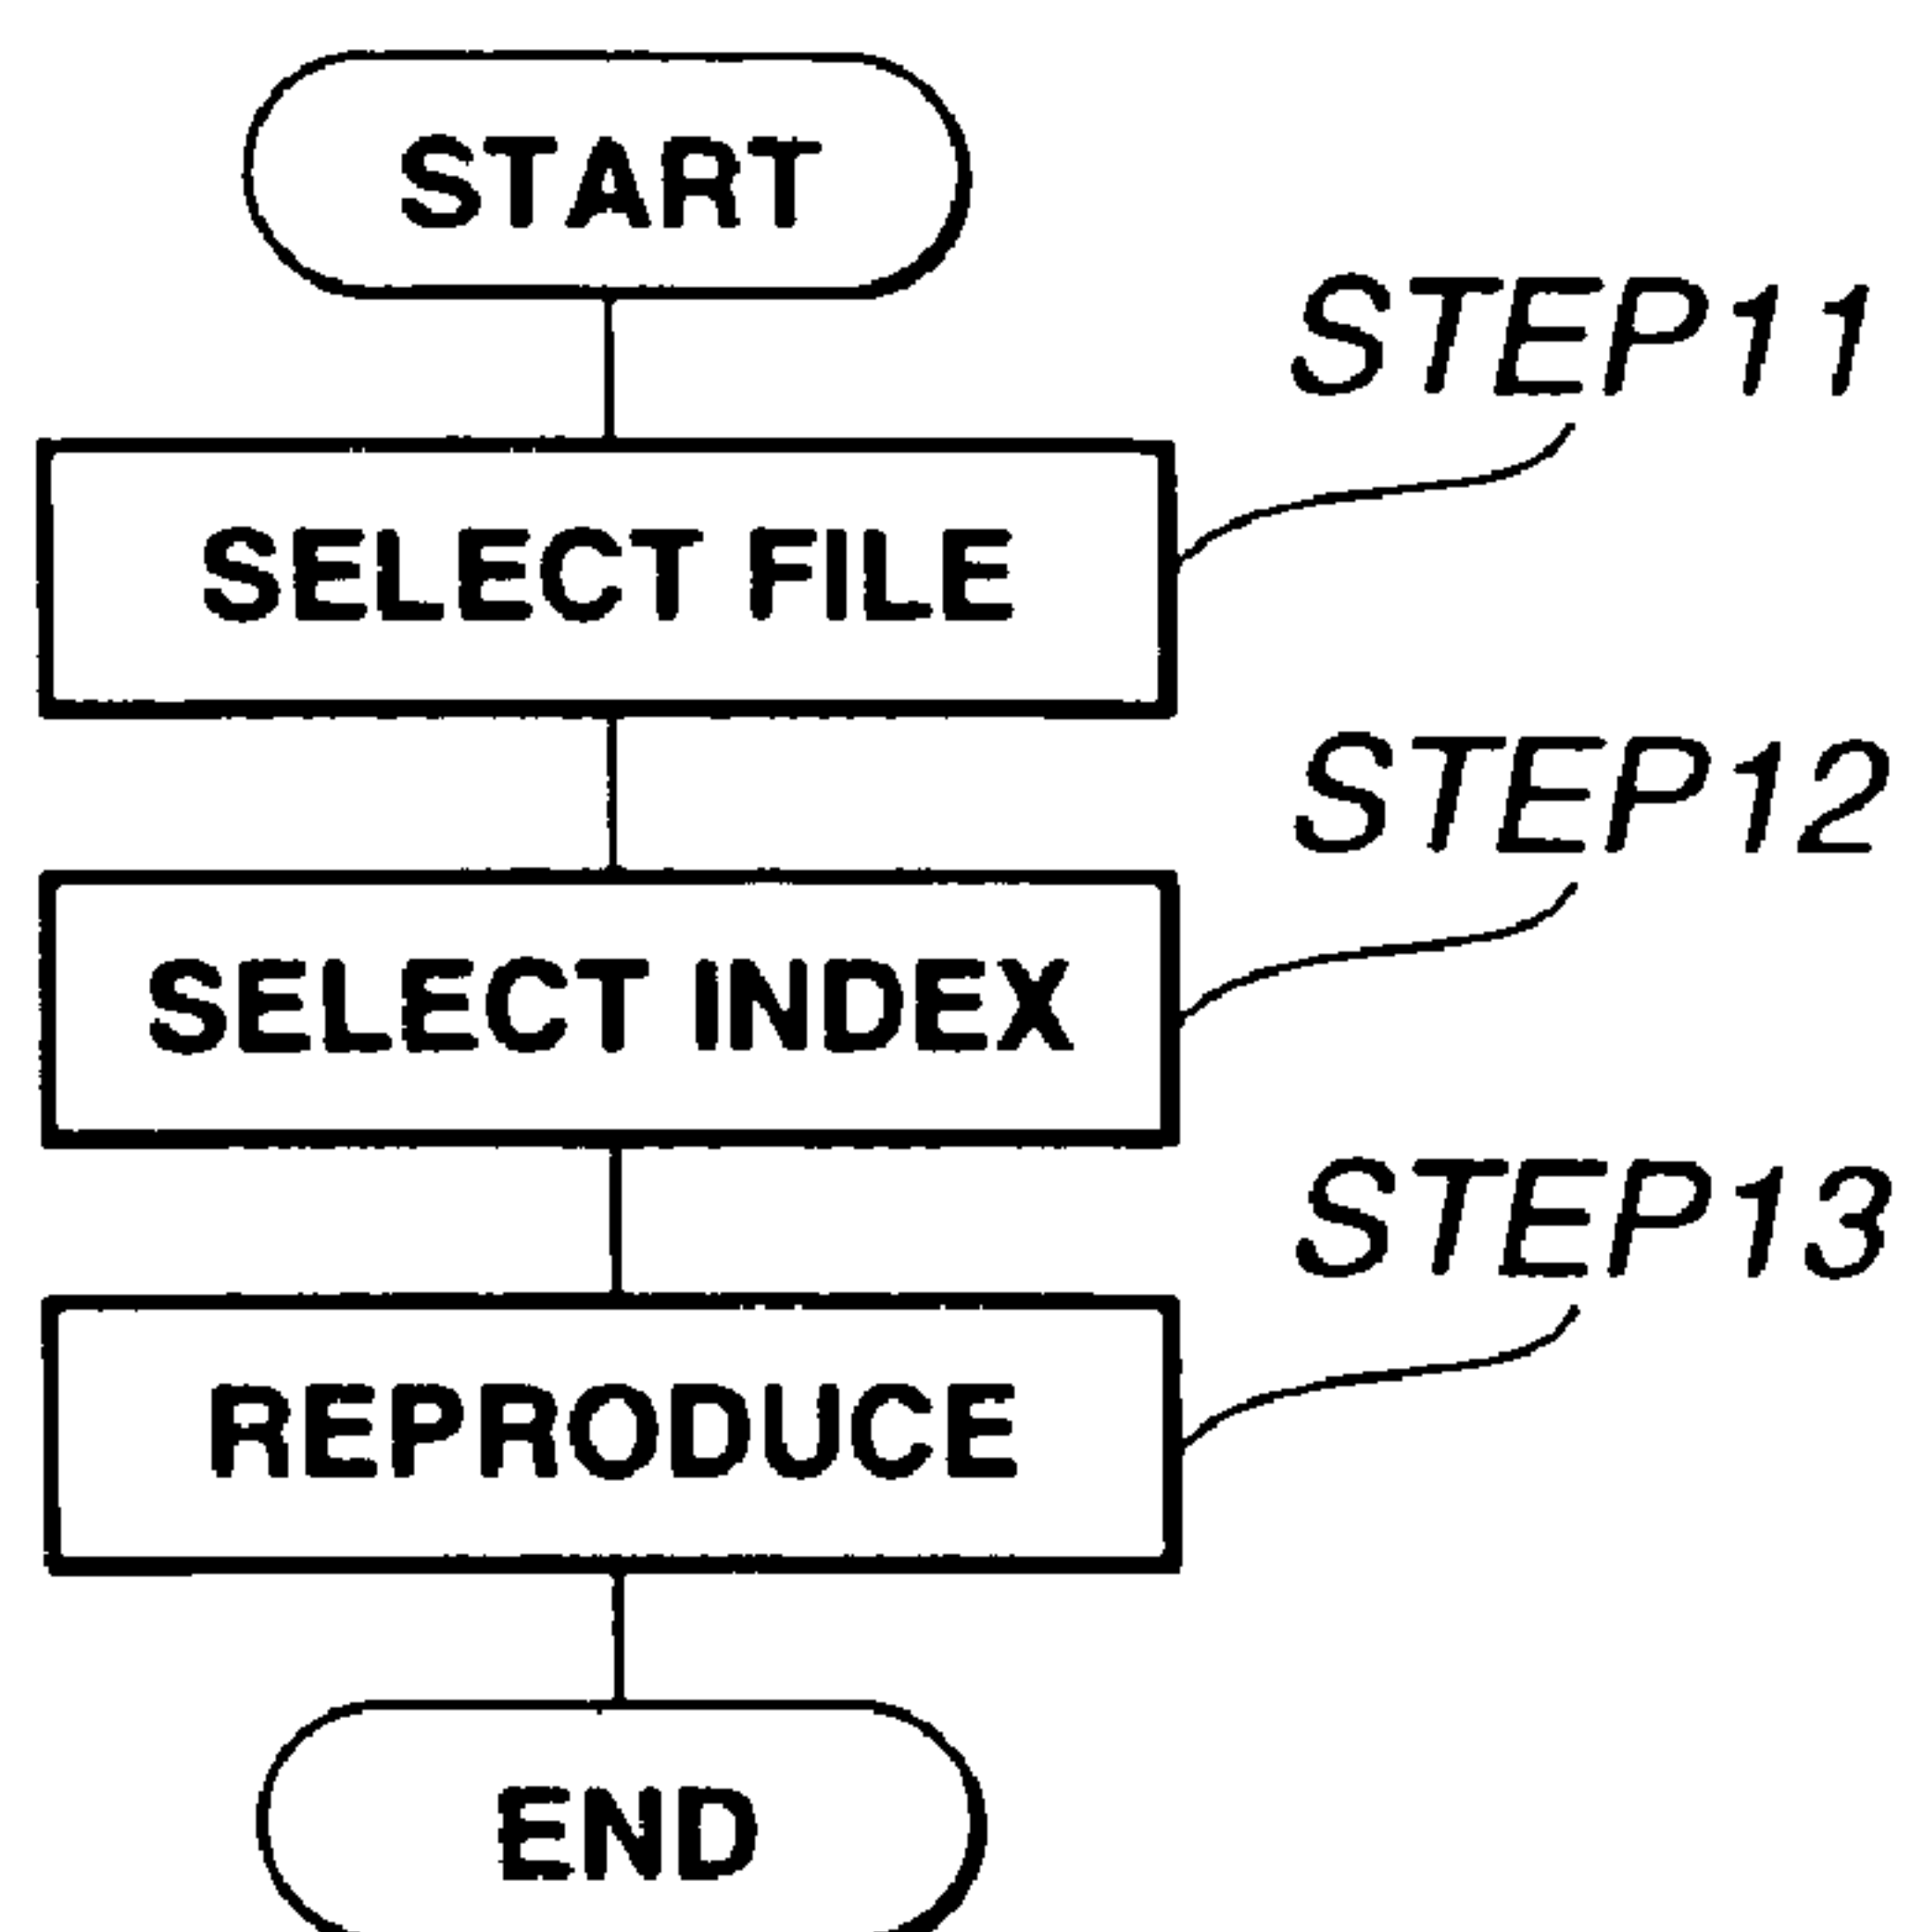 START
STEP11
SELECT FILE
STEP12
SELECT INDEX
STEP13
REPRODUCE
END